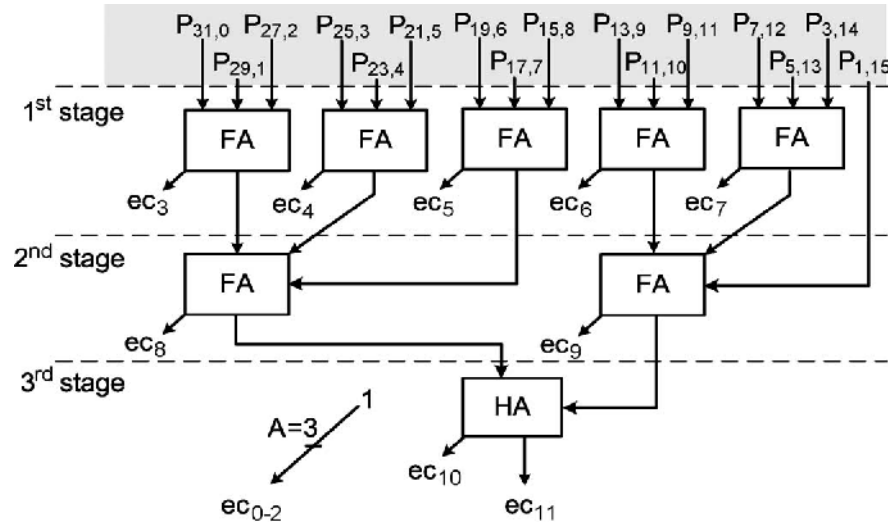 P31,0 P27,2 P25,3 P21,5 P19,6 P15,8 P13,9 P9,11 P7,12 P3,14
P29,1 P23,4 P17,7 P11,10 P5,13 P1,15
1st stage
FA FA FA FA FA
ec3 ec4 ec5 ec6 ec7
2nd stage
FA FA
ec8 ec9
3rd stage
1 HA
A=3
ec10
ec0-2 ec11